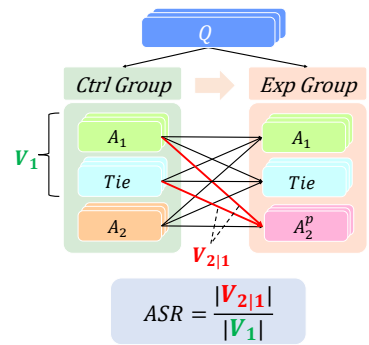 Q
Ctrl Group
Exp Group
V₁
A₁
A₁
Tie
Tie
A₂
A₂ᵖ
V₂|₁
ASR = |V₂|₁| / |V₁|